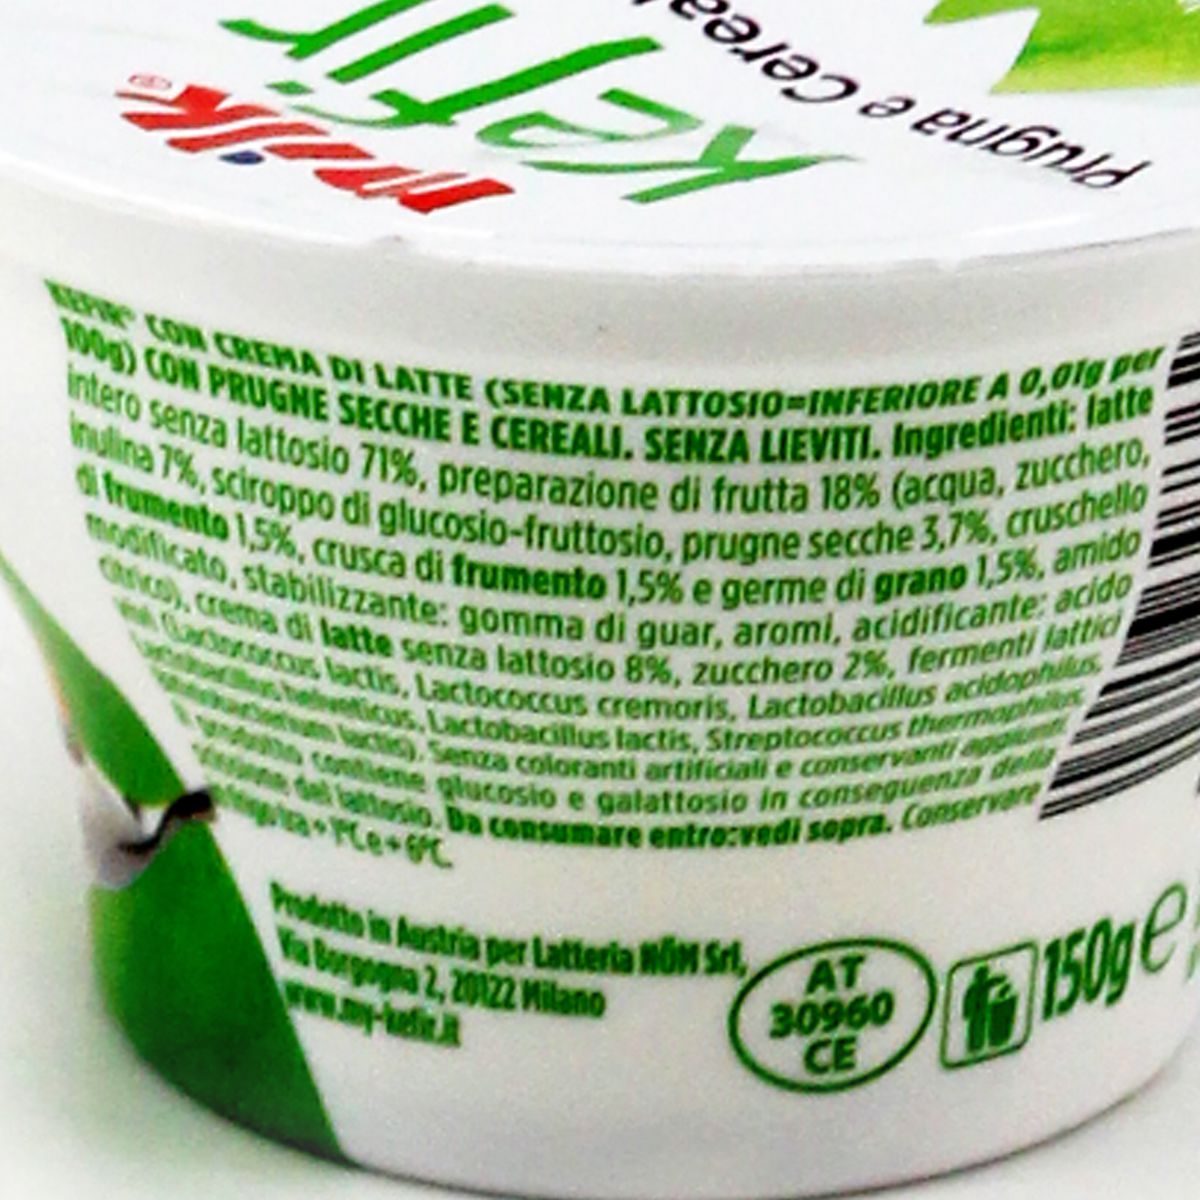 milk®
Kefir
Prugna e Cereal
KEFIR® CON CREMA DI LATTE (SENZA LATTOSIO=INFERIORE A 0,01g per
100g) CON PRUGNE SECCHE E CEREALI. SENZA LIEVITI. Ingredienti: latte
intero senza lattosio 71%, preparazione di frutta 18% (acqua, zucchero,
inulina 7%, sciroppo di glucosio-fruttosio, prugne secche 3,7%, cruschello
di frumento 1,5%, crusca di frumento 1,5% e germe di grano 1,5%, amido
modificato, stabilizzante: gomma di guar, aromi, acidificante: acido
citrico), crema di latte senza lattosio 8%, zucchero 2%, fermenti lattici
vivi (Lactococcus lactis, Lactococcus cremoris, Lactobacillus acidophilus,
Lactobacillus helveticus, Lactobacillus lactis, Streptococcus thermophilus,
Bifidobacterium lactis). Senza coloranti artificiali e conservanti aggiunti.
Il prodotto contiene glucosio e galattosio in conseguenza della
scissione del lattosio. Da consumare entro: vedi sopra. Conservare
in frigo tra + 1°C e + 6°C.
Prodotto in Austria per Latteria NÖM Srl,
Via Borgogna 2, 20122 Milano
www.my-kefir.it
AT
30960
CE
150g e